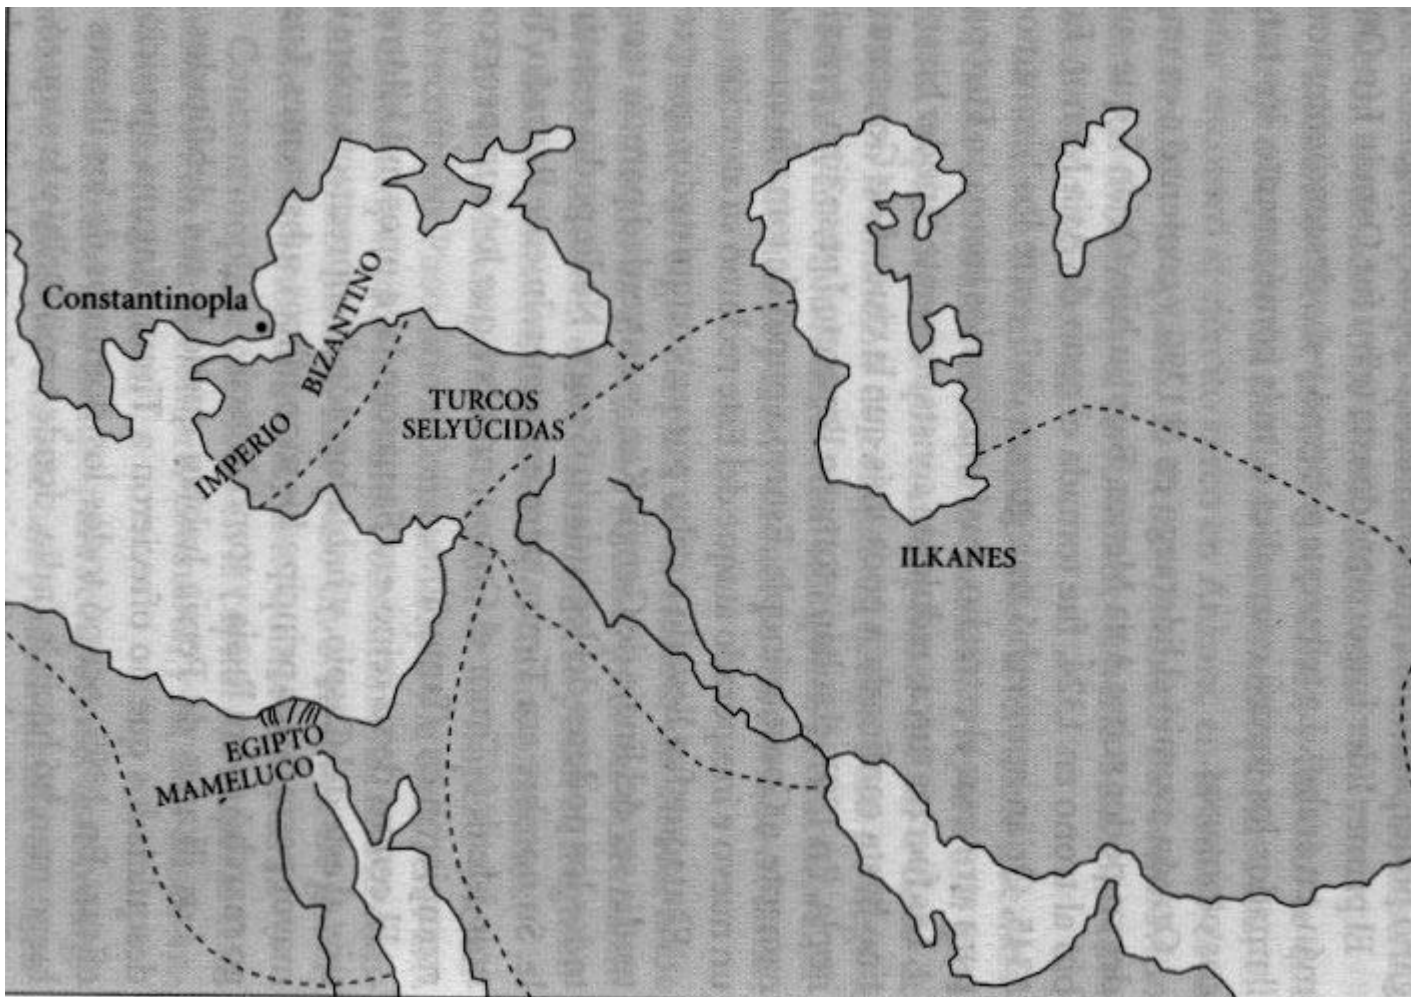 Constantinopla
IMPERIO BIZANTINO
TURCOS
SELYÚCIDAS
ILKANES
EGIPTO
MAMELUCO